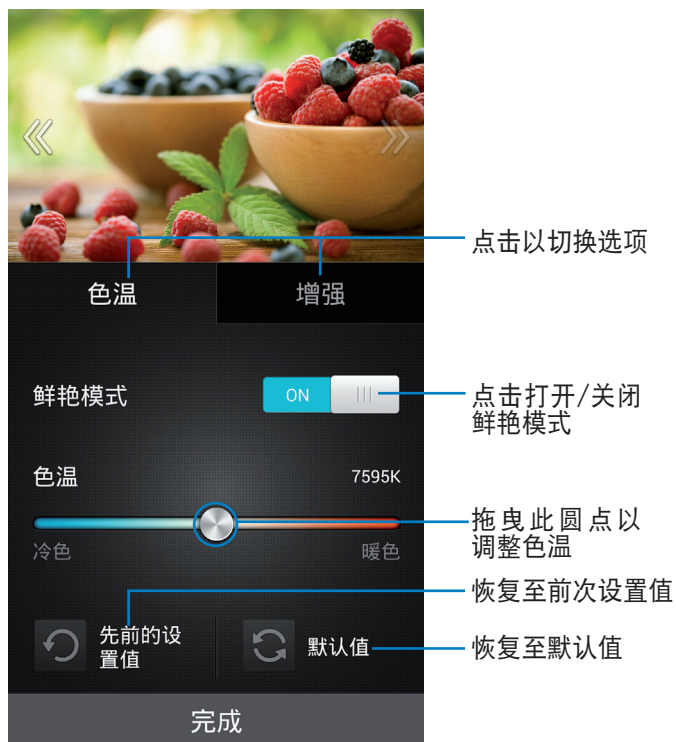 点击以切换选项
色温
增强
鲜艳模式
ON
点击打开/关闭
鲜艳模式
色温
7595K
拖曳此圆点以
调整色温
冷色
暖色
恢复至前次设置值
先前的设
置值
默认值
恢复至默认值
完成